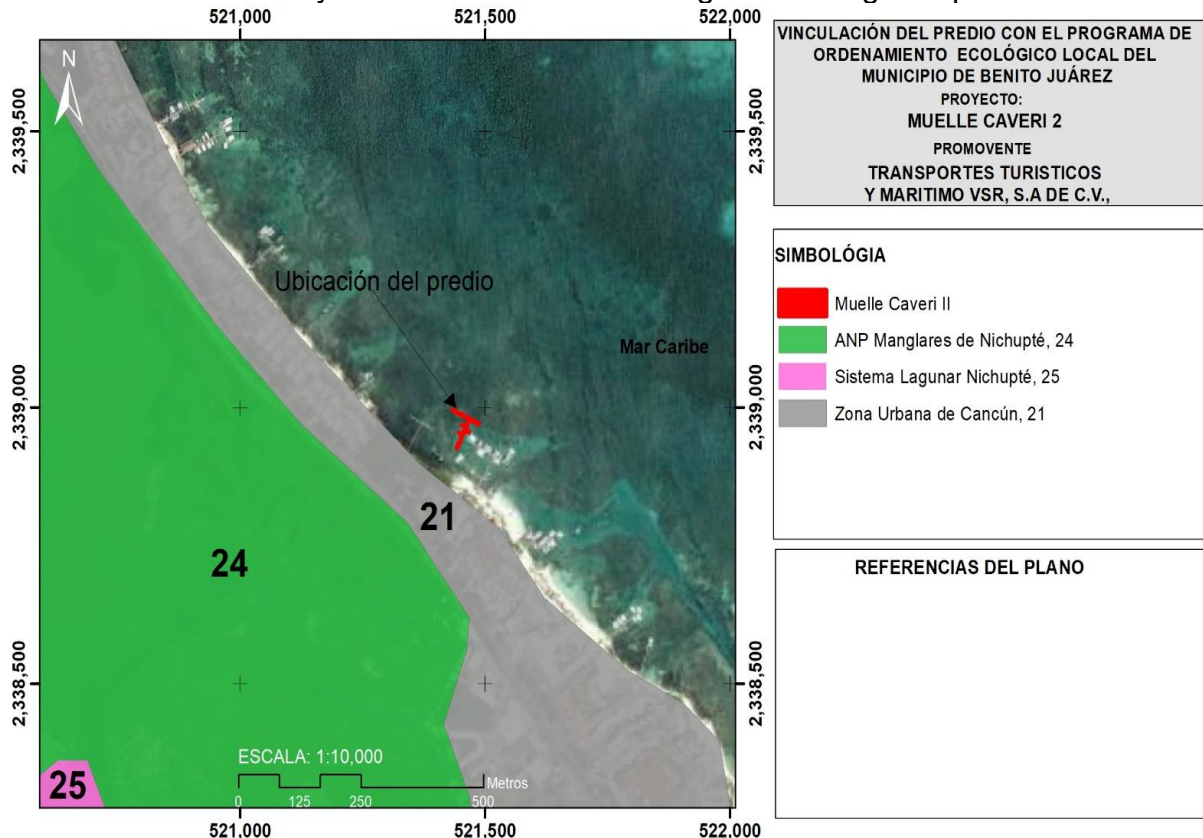 521,000
521,500
522,000
N
2,339,500
2,339,500
Ubicación del predio
Mar Caribe
2,339,000
2,339,000
21
24
2,338,500
2,338,500
ESCALA: 1:10,000
Metros
0 125 250 500
25
521,000
521,500
522,000
VINCULACIÓN DEL PREDIO CON EL PROGRAMA DE
ORDENAMIENTO ECOLÓGICO LOCAL DEL
MUNICIPIO DE BENITO JUÁREZ
PROYECTO:
MUELLE CAVERI 2
PROMOVENTE
TRANSPORTES TURISTICOS
Y MARITIMO VSR, S.A DE C.V.,
SIMBOLÓGIA
Muelle Caveri II
ANP Manglares de Nichupté, 24
Sistema Lagunar Nichupté, 25
Zona Urbana de Cancún, 21
REFERENCIAS DEL PLANO